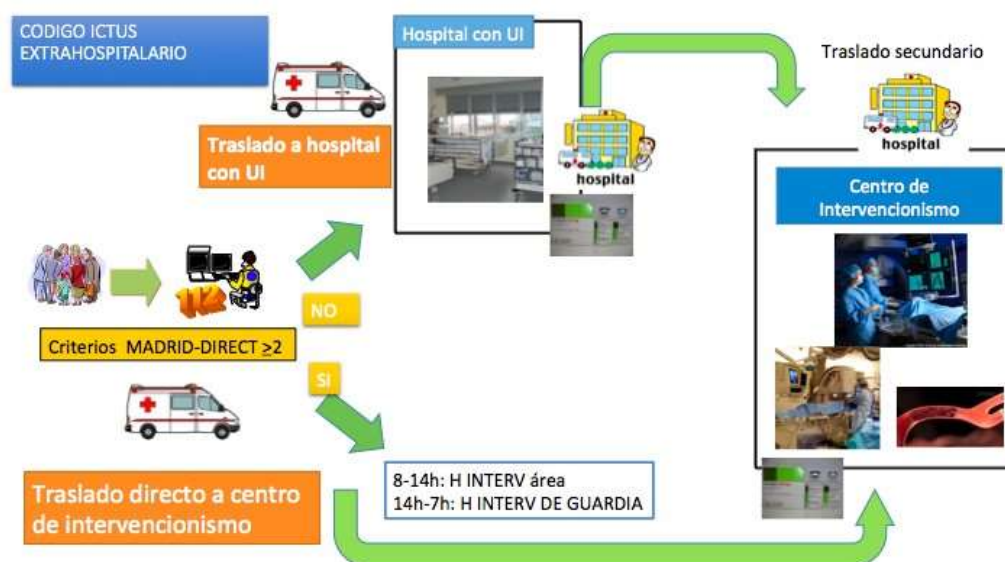 CODIGO ICTUS
EXTRAHOSPITALARIO
Hospital con UI
Traslado secundario
Traslado a hospital
con UI
hospital
hospital
Centro de
Intervencionismo
112
NO
Criterios MADRID-DIRECT ≥2
SI
8-14h: H INTERV área
14h-7h: H INTERV DE GUARDIA
Traslado directo a centro
de intervencionismo